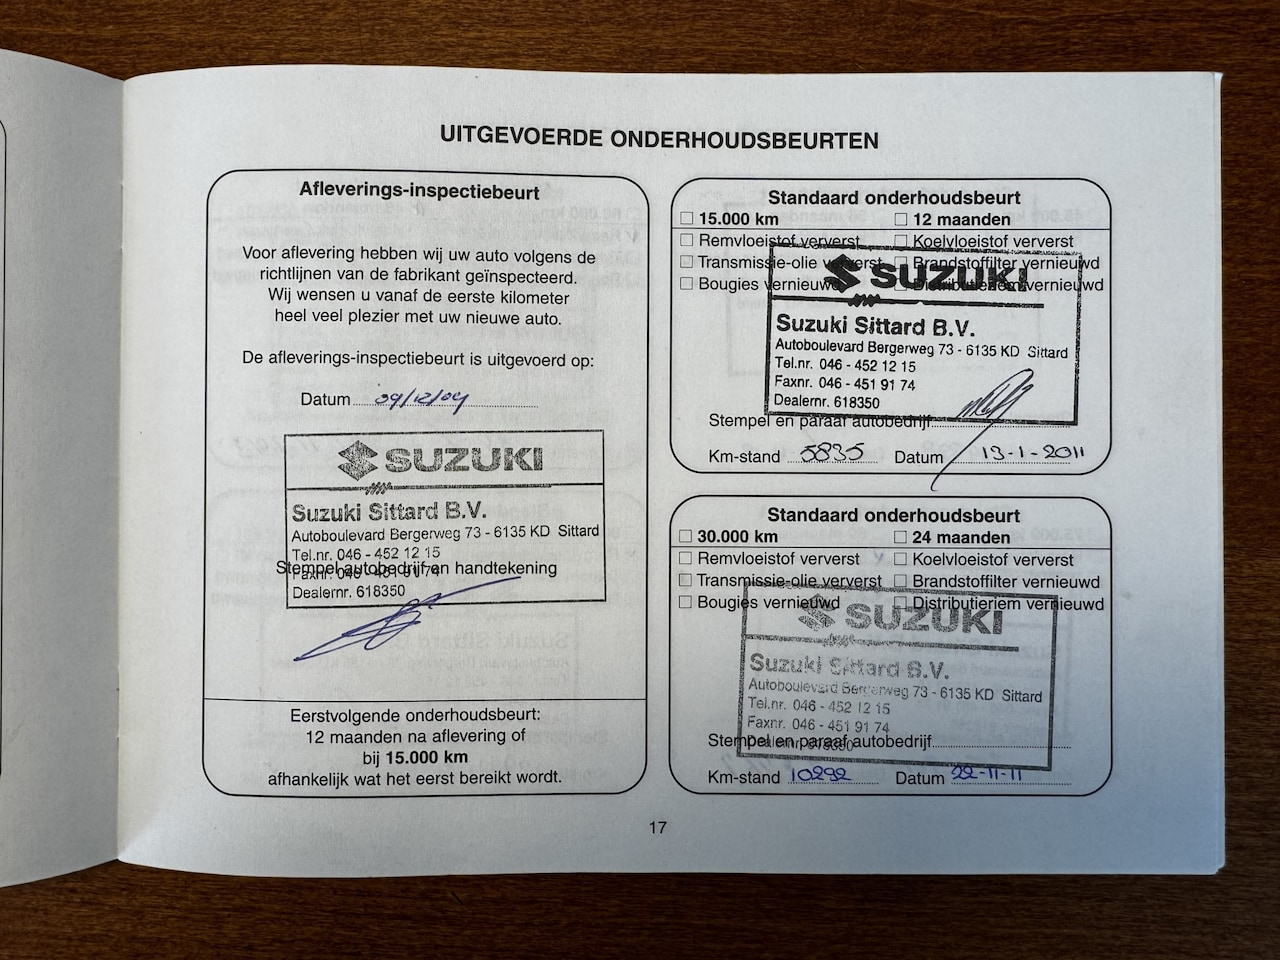 UITGEVOERDE ONDERHOUDSBEURTEN
Afleverings-inspectiebeurt
Voor aflevering hebben wij uw auto volgens de
richtlijnen van de fabrikant geïnspecteerd.
Wij wensen u vanaf de eerste kilometer
heel veel plezier met uw nieuwe auto.
De afleverings-inspectiebeurt is uitgevoerd op:
Datum
SUZUKI
Suzuki Sittard B.V.
Autoboulevard Bergerweg 73 - 6135 KD Sittard
Tel.nr. 046 - 452 12 15
Stempel autobedrijf en handtekening
Faxnr. 046 - 451 91 74
Dealernr. 618350
Eerstvolgende onderhoudsbeurt:
12 maanden na aflevering of
bij 15.000 km
afhankelijk wat het eerst bereikt wordt.
Standaard onderhoudsbeurt
15.000 km 12 maanden
Remvloeistof ververst Koelvloeistof ververst
Transmissie-olie ververst Brandstoffilter vernieuwd
Bougies vernieuwd Distributieriem vernieuwd
SUZUKI
Suzuki Sittard B.V.
Autoboulevard Bergerweg 73 - 6135 KD Sittard
Tel.nr. 046 - 452 12 15
Faxnr. 046 - 451 91 74
Dealernr. 618350
Stempel en paraaf autobedrijf
Km-stand 5835 Datum 13-1-2011
Standaard onderhoudsbeurt
30.000 km 24 maanden
Remvloeistof ververst Koelvloeistof ververst
Transmissie-olie ververst Brandstoffilter vernieuwd
Bougies vernieuwd Distributieriem vernieuwd
SUZUKI
Suzuki Sittard B.V.
Autoboulevard Bergerweg 73 - 6135 KD Sittard
Tel.nr. 046 - 452 12 15
Faxnr. 046 - 451 91 74
Dealernr. 618350
Stempel en paraaf autobedrijf
Km-stand 10292 Datum 22-11-11
17